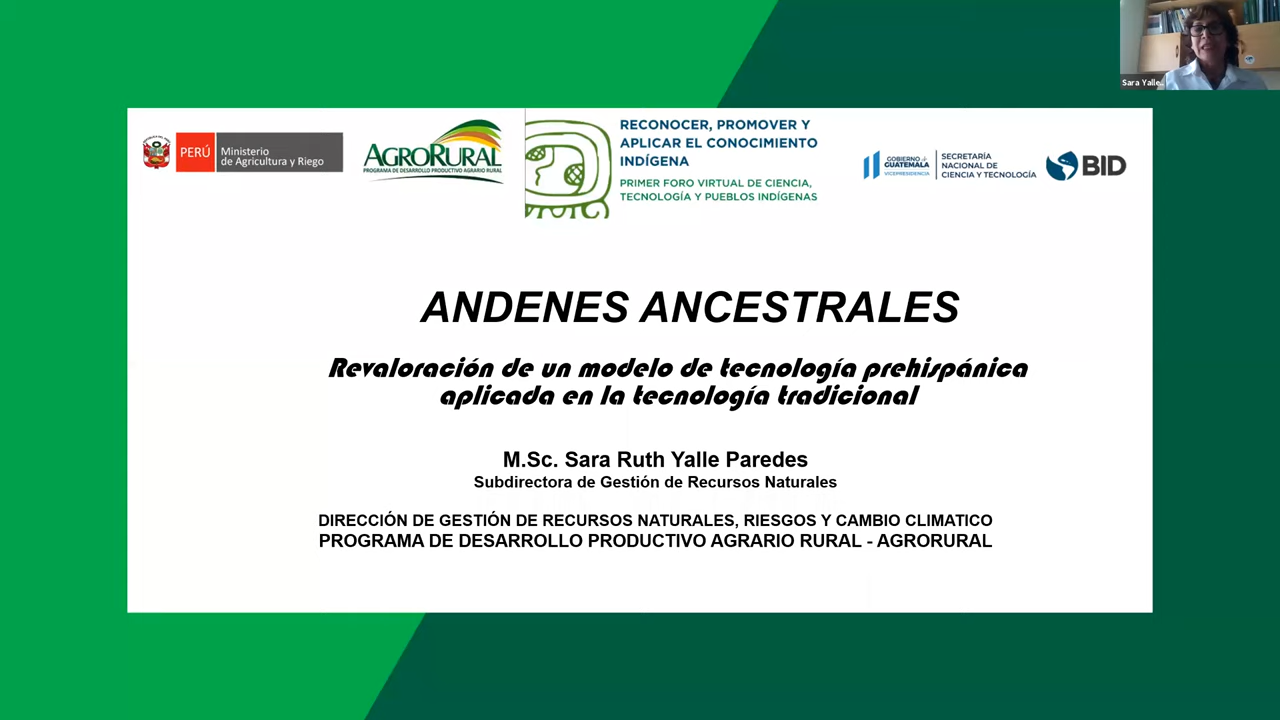 Sara Yalle...
PERÚ
Ministerio
de Agricultura y Riego
AGRORURAL
PROGRAMA DE DESARROLLO PRODUCTIVO AGRARIO RURAL
RECONOCER, PROMOVER Y
APLICAR EL CONOCIMIENTO
INDÍGENA
PRIMER FORO VIRTUAL DE CIENCIA,
TECNOLOGÍA Y PUEBLOS INDÍGENAS
GOBIERNO de
GUATEMALA
VICEPRESIDENCIA
SECRETARÍA
NACIONAL DE
CIENCIA Y TECNOLOGÍA
BID
ANDENES ANCESTRALES
Revaloración de un modelo de tecnología prehispánica
aplicada en la tecnología tradicional
M.Sc. Sara Ruth Yalle Paredes
Subdirectora de Gestión de Recursos Naturales
DIRECCIÓN DE GESTIÓN DE RECURSOS NATURALES, RIESGOS Y CAMBIO CLIMATICO
PROGRAMA DE DESARROLLO PRODUCTIVO AGRARIO RURAL - AGRORURAL